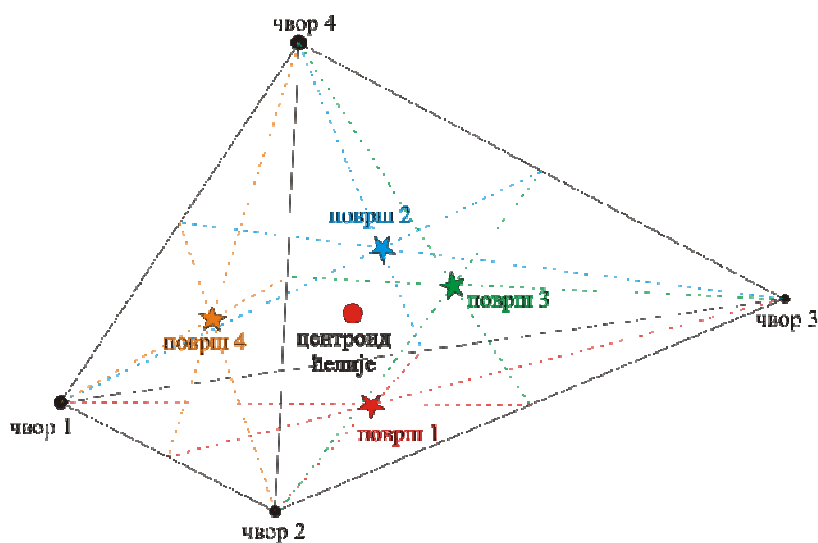 чвор 4
површ 2
површ 3
чвор 3
површ 4
центроид
ћелије
чвор 1
површ 1
чвор 2